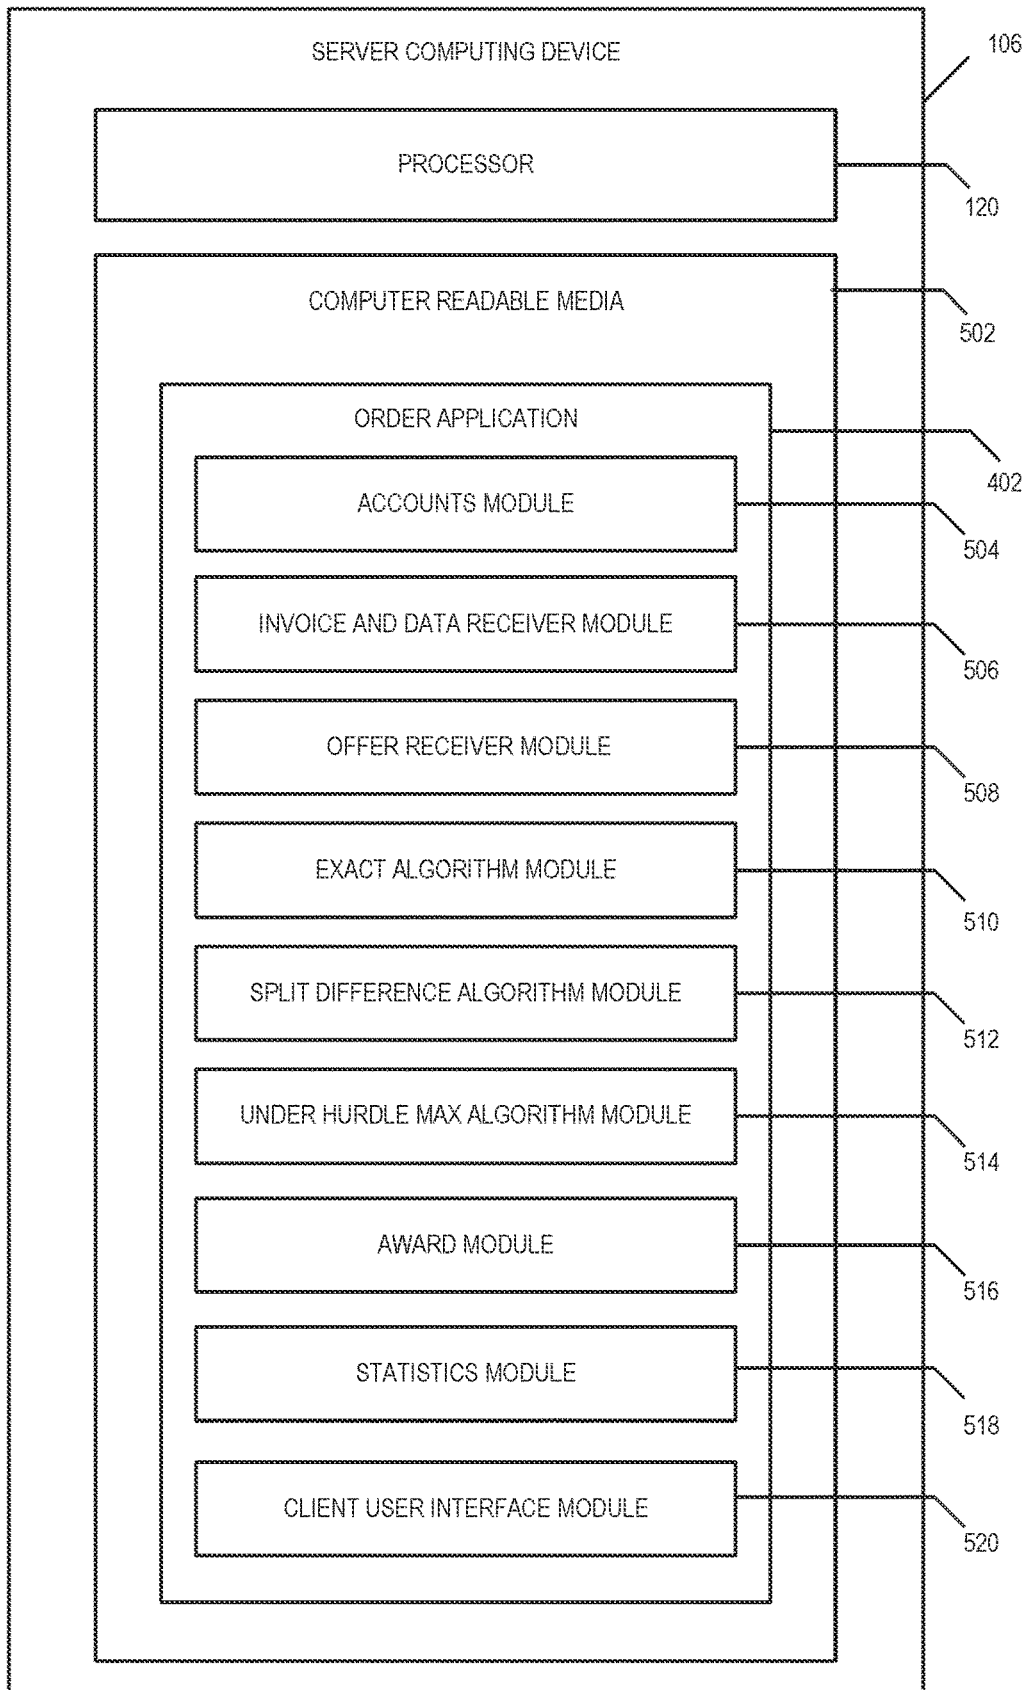 SERVER COMPUTING DEVICE
106
PROCESSOR
120
COMPUTER READABLE MEDIA
502
ORDER APPLICATION
402
ACCOUNTS MODULE
504
INVOICE AND DATA RECEIVER MODULE
506
OFFER RECEIVER MODULE
508
EXACT ALGORITHM MODULE
510
SPLIT DIFFERENCE ALGORITHM MODULE
512
UNDER HURDLE MAX ALGORITHM MODULE
514
AWARD MODULE
516
STATISTICS MODULE
518
CLIENT USER INTERFACE MODULE
520